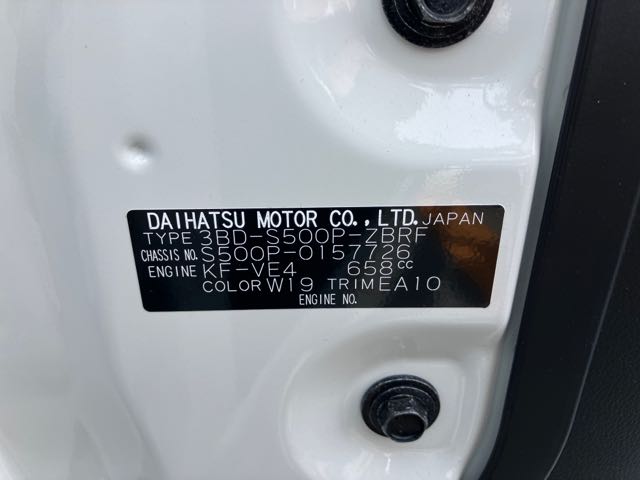 DAIHATSU MOTOR CO.,LTD. JAPAN
TYPE 3BD-S500P-ZBRF
CHASSIS NO. S500P-0157726
ENGINE KF-VE4 658cc
COLOR W19 TRIM EA10
ENGINE NO.